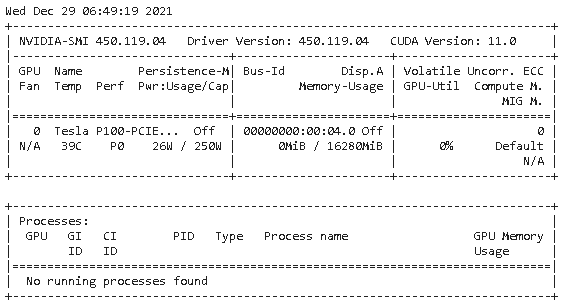 Wed Dec 29 06:49:19 2021
+-----------------------------------------------------------------------------+
| NVIDIA-SMI 450.119.04   Driver Version: 450.119.04   CUDA Version: 11.0     |
|-------------------------------+----------------------+----------------------+
| GPU  Name        Persistence-M| Bus-Id        Disp.A | Volatile Uncorr. ECC |
| Fan  Temp  Perf  Pwr:Usage/Cap|         Memory-Usage | GPU-Util  Compute M. |
|                               |                      |               MIG M. |
|===============================+======================+======================|
|   0  Tesla P100-PCIE...  Off  | 00000000:00:04.0 Off |                    0 |
| N/A   39C    P0    26W / 250W |      0MiB / 16280MiB |      0%      Default |
|                               |                      |                  N/A |
+-------------------------------+----------------------+----------------------+
+-----------------------------------------------------------------------------+
| Processes:                                                                  |
|  GPU   GI   CI        PID   Type   Process name                  GPU Memory |
|        ID   ID                                                   Usage      |
|=============================================================================|
|  No running processes found                                                 |
+-----------------------------------------------------------------------------+